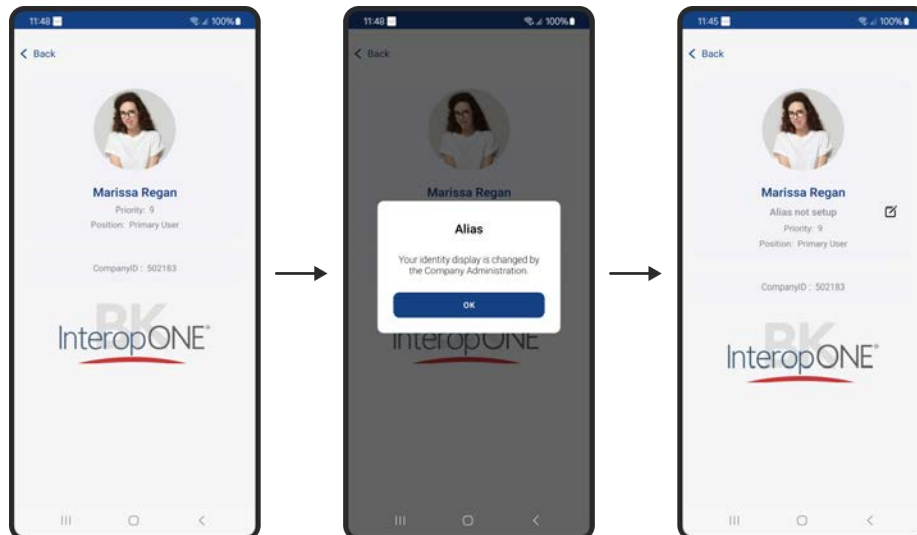 11:48
100%
Back
Marissa Regan
Priority: 9
Position: Primary User
CompanyID : 502183
BK
InteropONE®
11:48
100%
Back
Marissa Regan
Alias
Your identity display is changed by
the Company Administration.
OK
InteropONE
11:45
100%
Back
Marissa Regan
Alias not setup
Priority: 9
Position: Primary User
CompanyID : 502183
BK
InteropONE®